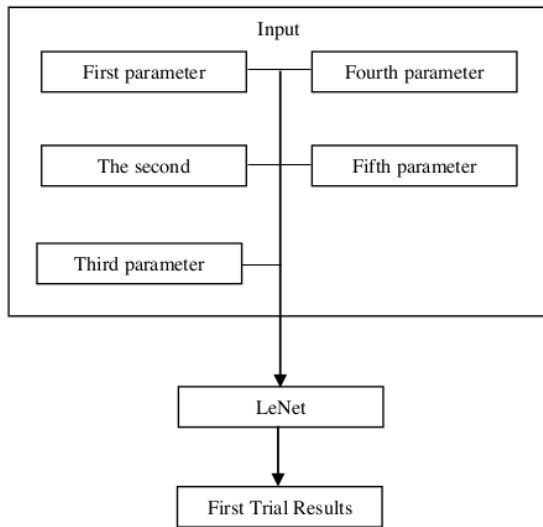 Input
First parameter
Fourth parameter
The second
Fifth parameter
Third parameter
LeNet
First Trial Results